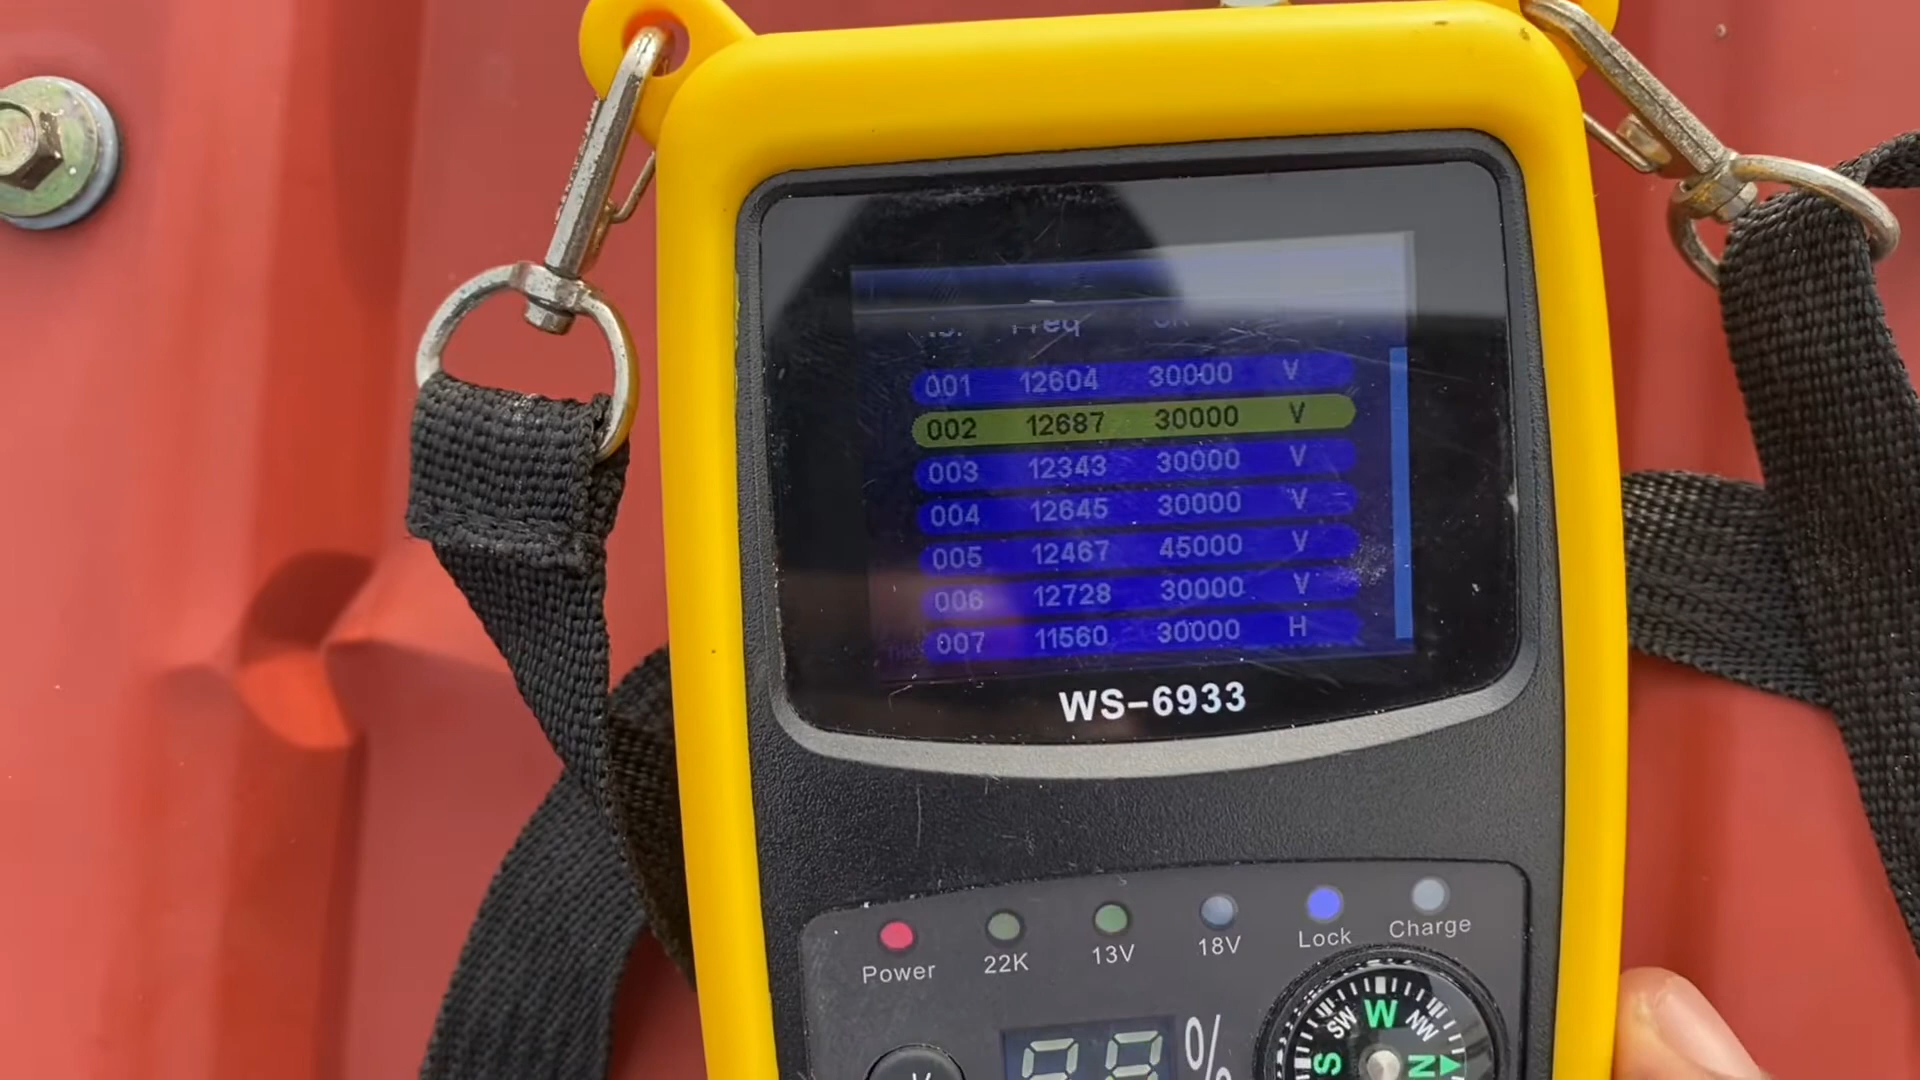 Freq
001 12604 30000 V
002 12687 30000 V
003 12343 30000 V
004 12645 30000 V
005 12467 45000 V
006 12728 30000 V
007 11560 30000 H
WS-6933
Power 22K 13V 18V Lock Charge
%
SW W NW
S N
V